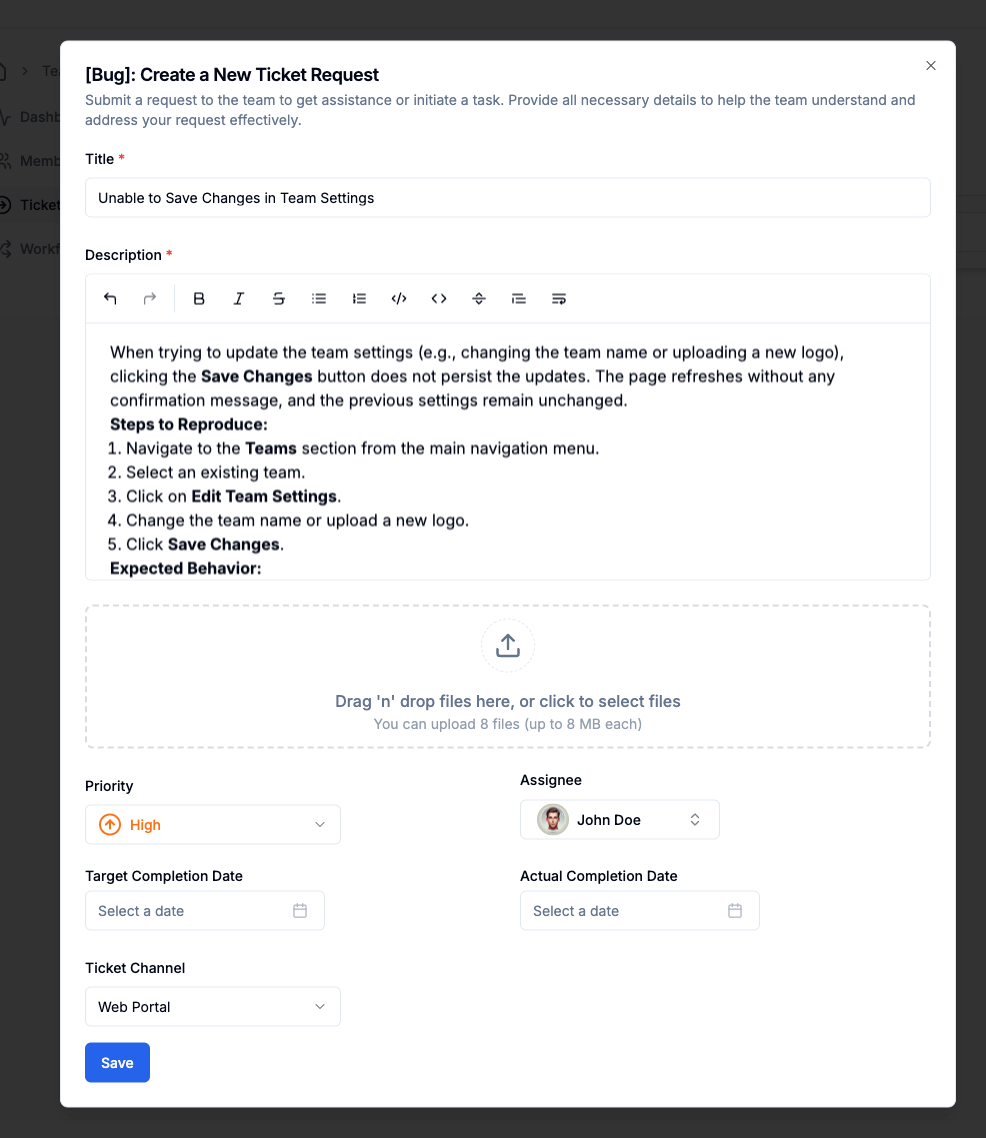 [Bug]: Create a New Ticket Request
Submit a request to the team to get assistance or initiate a task. Provide all necessary details to help the team understand and
address your request effectively.
Title *
Unable to Save Changes in Team Settings
Description *
When trying to update the team settings (e.g., changing the team name or uploading a new logo),
clicking the Save Changes button does not persist the updates. The page refreshes without any
confirmation message, and the previous settings remain unchanged.
Steps to Reproduce:
1. Navigate to the Teams section from the main navigation menu.
2. Select an existing team.
3. Click on Edit Team Settings.
4. Change the team name or upload a new logo.
5. Click Save Changes.
Expected Behavior:
Drag 'n' drop files here, or click to select files
You can upload 8 files (up to 8 MB each)
Priority
High
Assignee
John Doe
Target Completion Date
Select a date
Actual Completion Date
Select a date
Ticket Channel
Web Portal
Save